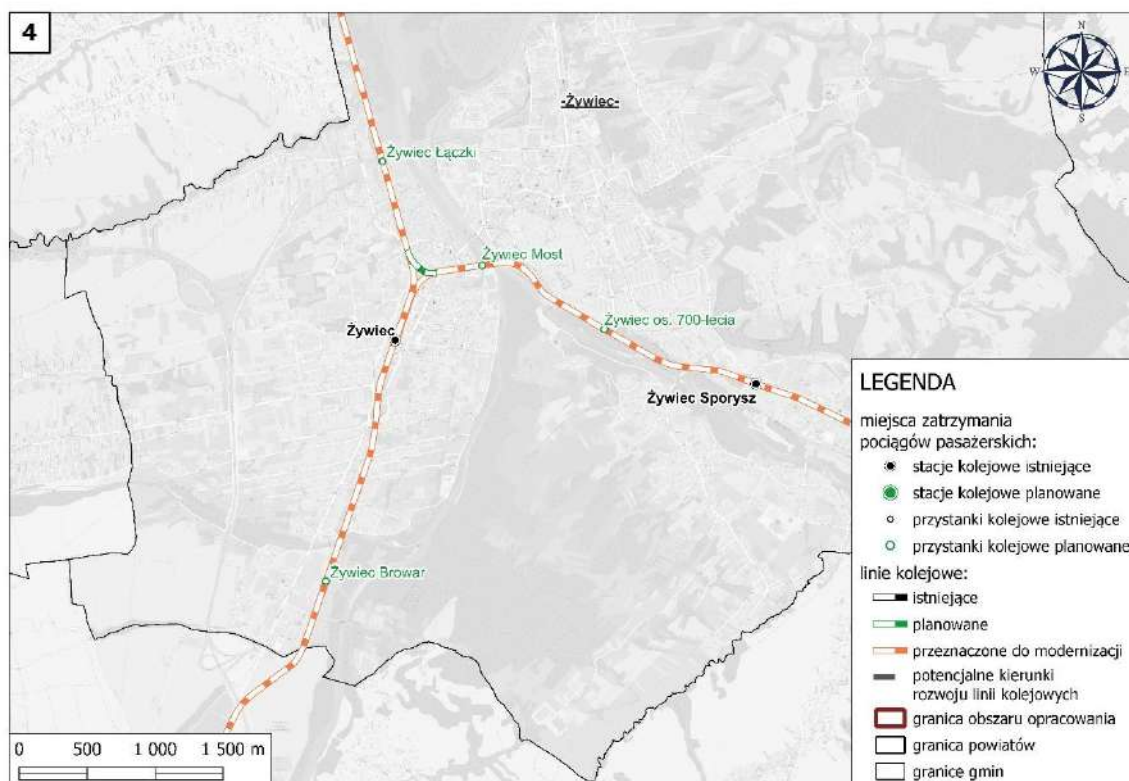 4
-Żywiec-
N
W
E
S
Żywiec Łączki
Żywiec Most
Żywiec os. 700-lecia
Żywiec
Żywiec Sporysz
Żywiec Browar
LEGENDA
miejsca zatrzymania
pociągów pasażerskich:
stacje kolejowe istniejące
stacje kolejowe planowane
przystanki kolejowe istniejące
przystanki kolejowe planowane
linie kolejowe:
istniejące
planowane
przeznaczone do modernizacji
potencjalne kierunki
rozwoju linii kolejowych
granica obszaru opracowania
granica powiatów
granice gmin
0 500 1 000 1 500 m